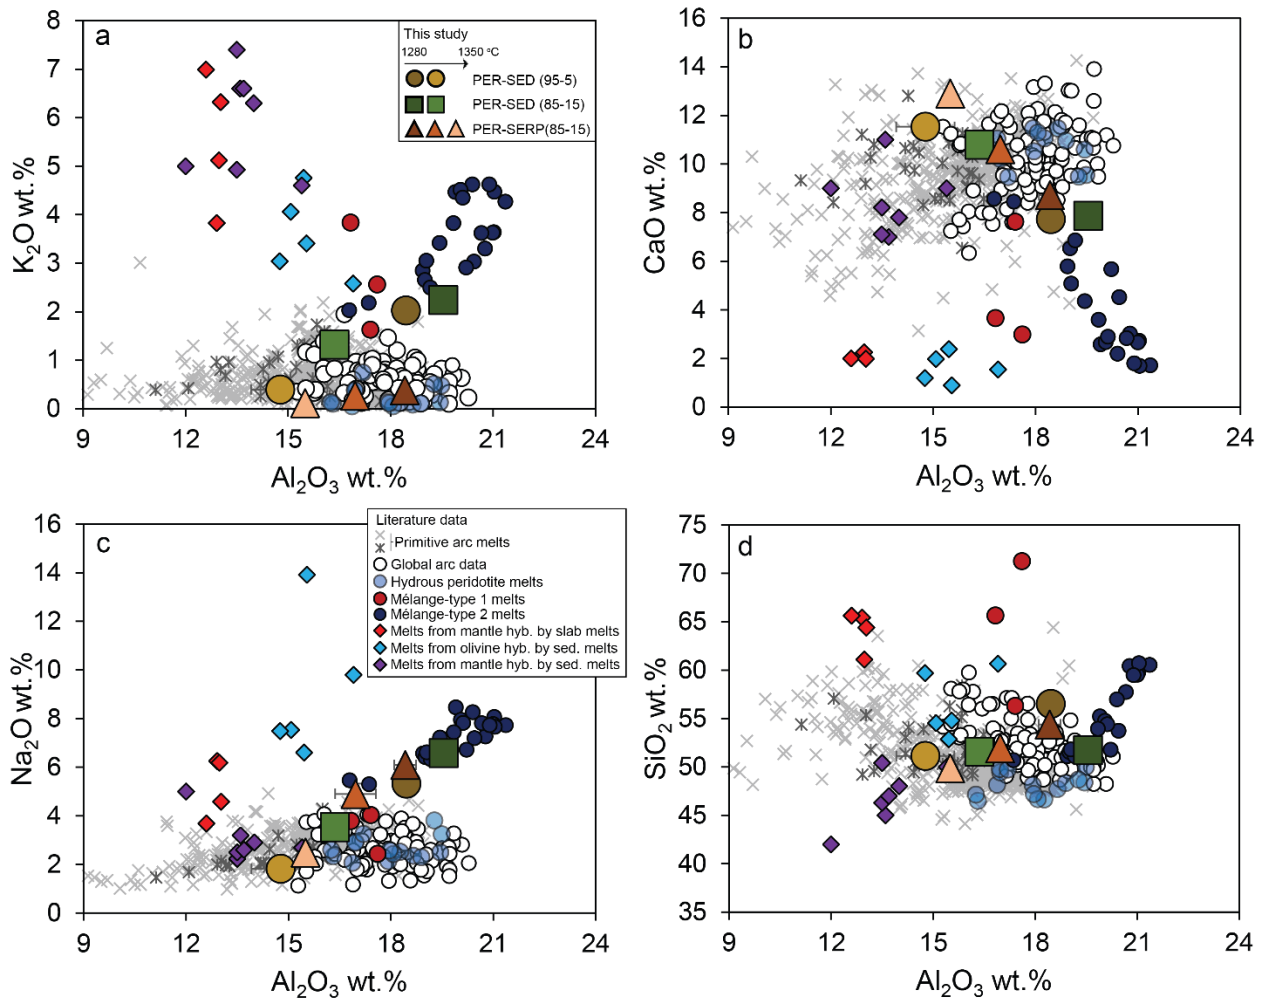 a
8
7
6
5
4
3
2
1
0
K2O wt.%
9
12
15
18
21
24
Al2O3 wt.%
This study
1280
1350 °C
PER-SED (95-5)
PER-SED (85-15)
PER-SERP(85-15)
b
16
14
12
10
8
6
4
2
0
CaO wt.%
9
12
15
18
21
24
Al2O3 wt.%
c
16
14
12
10
8
6
4
2
0
Na2O wt.%
9
12
15
18
21
24
Al2O3 wt.%
Literature data
Primitive arc melts
Global arc data
Hydrous peridotite melts
Mélange-type 1 melts
Mélange-type 2 melts
Melts from mantle hyb. by slab melts
Melts from olivine hyb. by sed. melts
Melts from mantle hyb. by sed. melts
d
75
70
65
60
55
50
45
40
35
SiO2 wt.%
9
12
15
18
21
24
Al2O3 wt.%